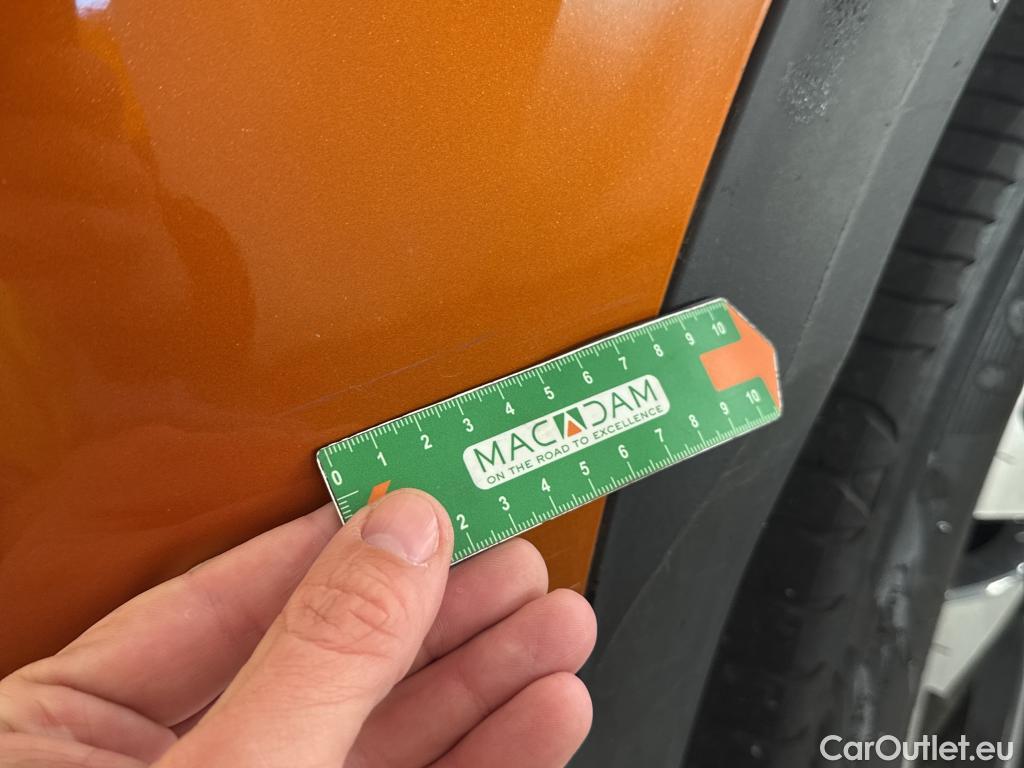 0 1 2 3 4 5 6 7 8 9 10
MACADAM
ON THE ROAD TO EXCELLENCE
2 3 4 5 6 7 8 9 10
CarOutlet.eu